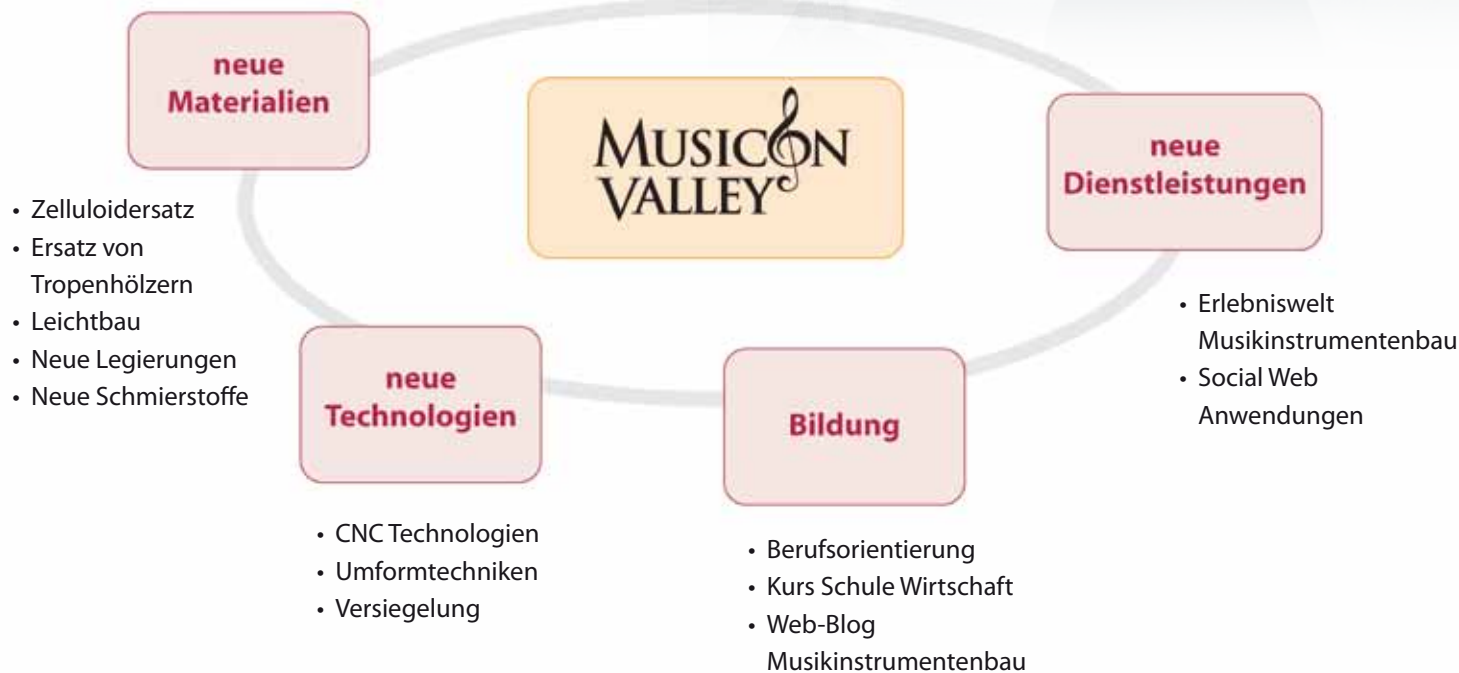 neue
Materialien
MUSICON
VALLEY
neue
Dienstleistungen
• Zelluloidersatz
• Ersatz von
Tropenhölzern
• Leichtbau
• Neue Legierungen
• Neue Schmierstoffe
neue
Technologien
Bildung
• Erlebniswelt
Musikinstrumentenbau
• Social Web
Anwendungen
• CNC Technologien
• Umformtechniken
• Versiegelung
• Berufsorientierung
• Kurs Schule Wirtschaft
• Web-Blog
Musikinstrumentenbau